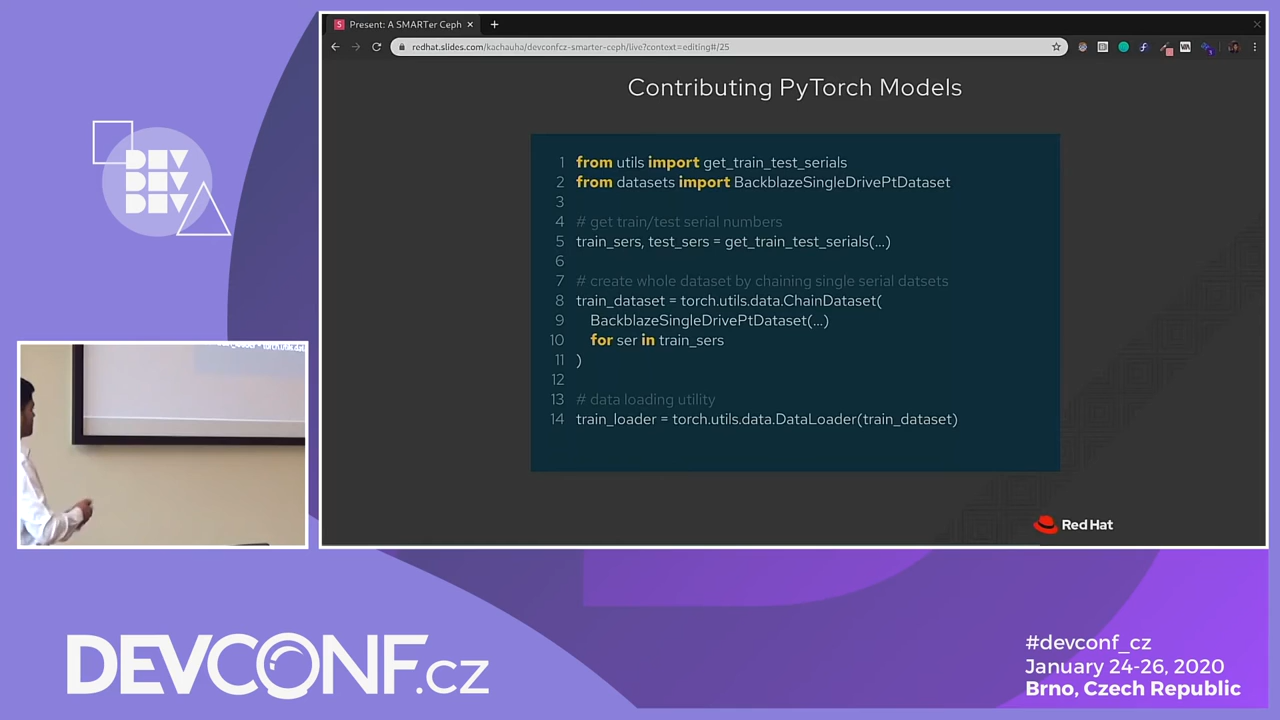 Present: A SMARTer Ceph
redhat.slides.com/kachauha/devconfcz-smarter-ceph/live?context=editing#/25
Contributing PyTorch Models
1 from utils import get_train_test_serials
2 from datasets import BackblazeSingleDrivePtDataset
3
4 # get train/test serial numbers
5 train_sers, test_sers = get_train_test_serials(...)
6
7 # create whole dataset by chaining single serial datsets
8 train_dataset = torch.utils.data.ChainDataset(
9 BackblazeSingleDrivePtDataset(...)
10 for ser in train_sers
11 )
12
13 # data loading utility
14 train_loader = torch.utils.data.DataLoader(train_dataset)
Red Hat
DEV
DEV
DEV
DEVCONF.cz
#devconf_cz
January 24-26, 2020
Brno, Czech Republic